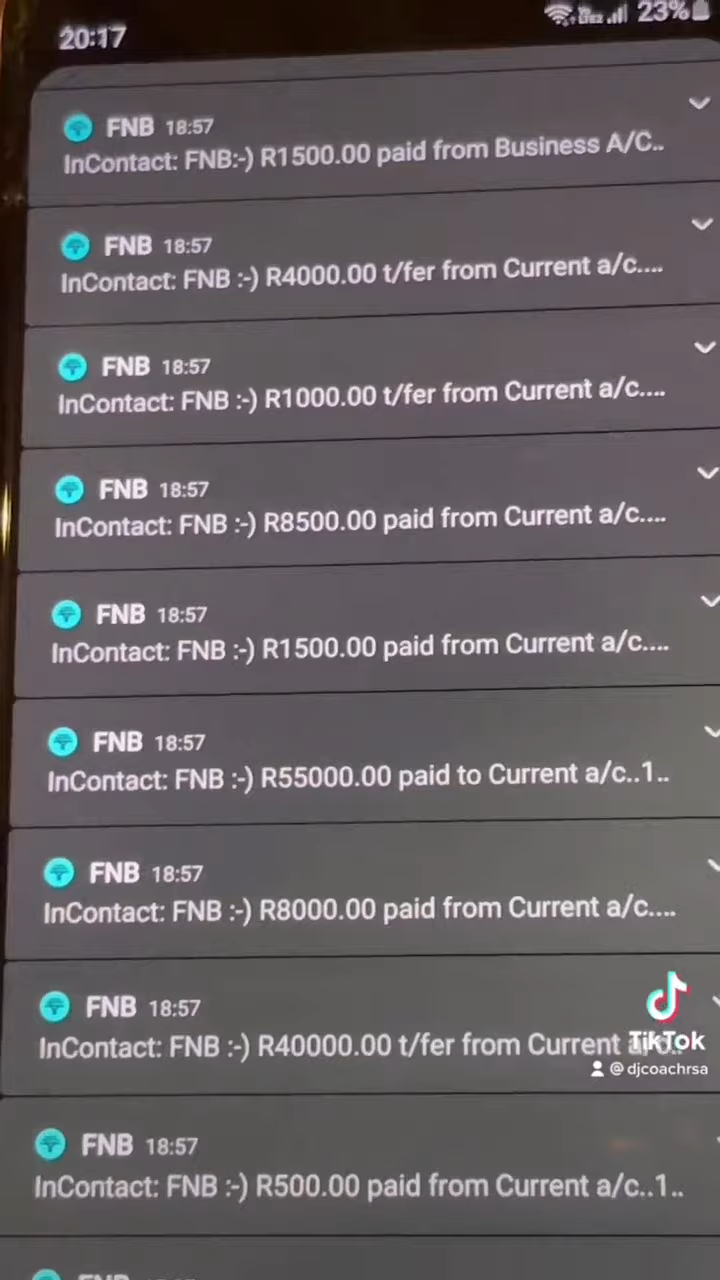 20:17
23%
FNB 18:57
InContact: FNB:-) R1500.00 paid from Business A/C..
FNB 18:57
InContact: FNB :-) R4000.00 t/fer from Current a/c....
FNB 18:57
InContact: FNB :-) R1000.00 t/fer from Current a/c....
FNB 18:57
InContact: FNB :-) R8500.00 paid from Current a/c....
FNB 18:57
InContact: FNB :-) R1500.00 paid from Current a/c....
FNB 18:57
InContact: FNB :-) R55000.00 paid to Current a/c..1..
FNB 18:57
InContact: FNB :-) R8000.00 paid from Current a/c....
FNB 18:57
InContact: FNB :-) R40000.00 t/fer from Current
TikTok
@djcoachrsa
FNB 18:57
InContact: FNB :-) R500.00 paid from Current a/c..1..
FNB